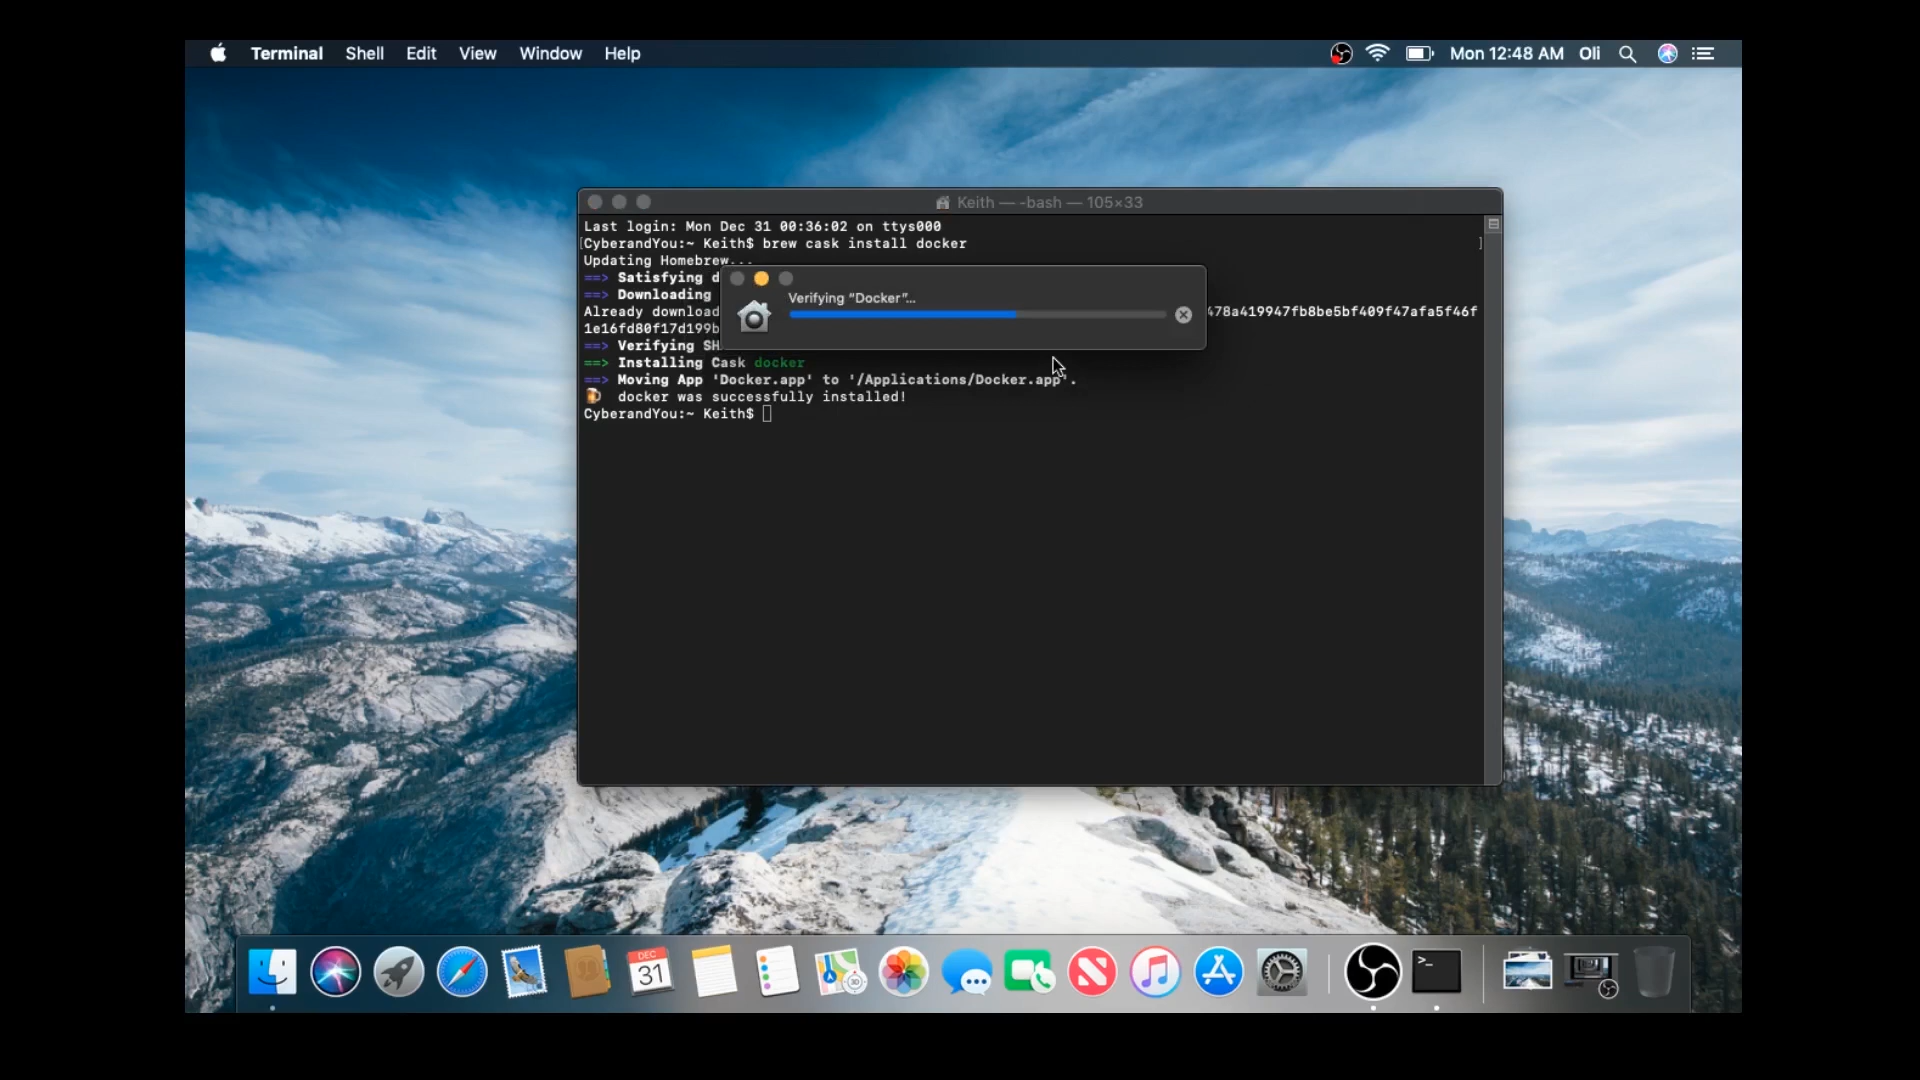 Terminal Shell Edit View Window Help
Mon 12:48 AM Oli
Keith — -bash — 105×33
Last login: Mon Dec 31 00:36:02 on ttys000
[CyberandYou:~ Keith$ brew cask install docker ]
Updating Homebrew...
==> Satisfying d
==> Downloading
Already download
478a419947fb8be5bf409f47afa5f46f
1e16fd80f17d199b
==> Verifying SH
Verifying "Docker"...
==> Installing Cask docker
==> Moving App 'Docker.app' to '/Applications/Docker.app'.
docker was successfully installed!
CyberandYou:~ Keith$
DEC
31
>_